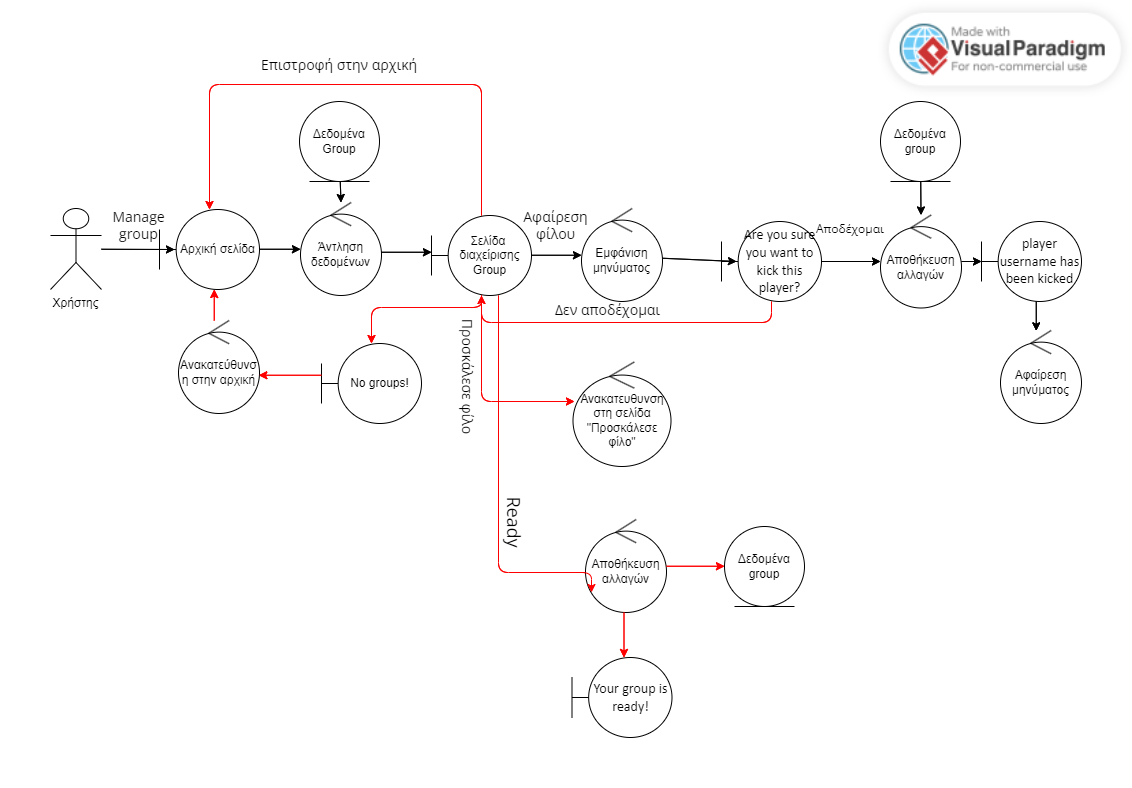 Made with
Visual Paradigm
For non-commercial use
Επιστροφή στην αρχική
Δεδομένα
Group
Δεδομένα
group
Manage
group
Χρήστης
Αρχική σελίδα
Άντληση
δεδομένων
Σελίδα
διαχείρισης
Group
Αφαίρεση
φίλου
Εμφάνιση
μηνύματος
Are you sure
you want to
kick this
player?
Αποδέχομαι
Αποθήκευση
αλλαγών
player
username has
been kicked
Δεν αποδέχομαι
Προσκάλεσε φίλο
Ανακατεύθυνσ
η στην αρχική
No groups!
Ανακατευθυνση
στη σελίδα
"Προσκάλεσε
φίλο"
Αφαίρεση
μηνύματος
Ready
Αποθήκευση
αλλαγών
Δεδομένα
group
Your group is
ready!